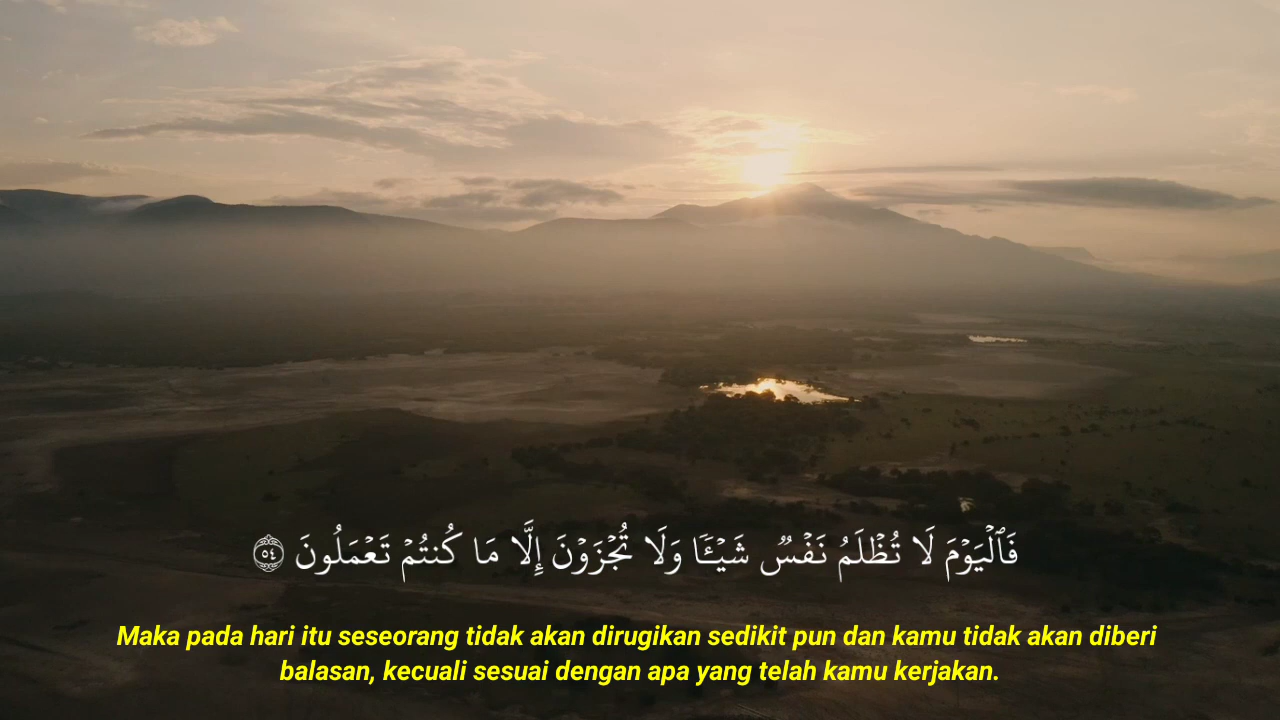 فَٱلۡيَوۡمَ لَا تُظۡلَمُ نَفۡسٞ شَيۡـٔٗا وَلَا تُجۡزَوۡنَ إِلَّا مَا كُنتُمۡ تَعۡمَلُونَ ٥٤
Maka pada hari itu seseorang tidak akan dirugikan sedikit pun dan kamu tidak akan diberi
balasan, kecuali sesuai dengan apa yang telah kamu kerjakan.